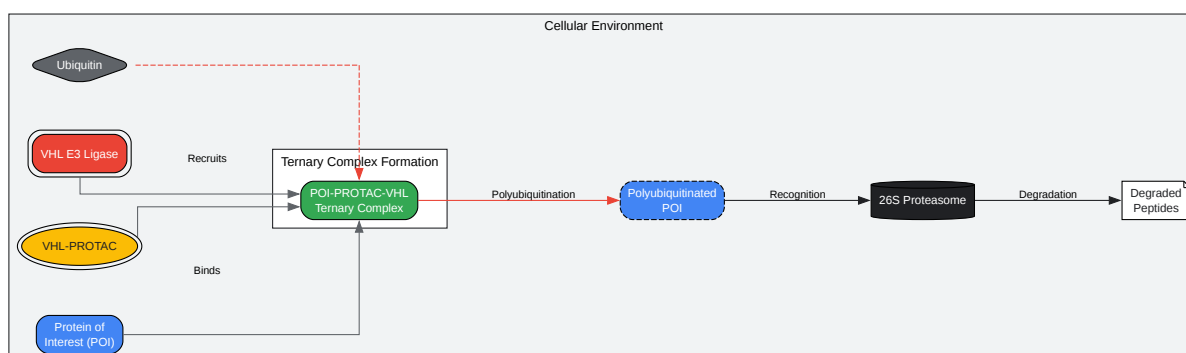 Cellular Environment
Ubiquitin
VHL E3 Ligase
Recruits
Ternary Complex Formation
POI-PROTAC-VHL
Ternary Complex
Polyubiquitination
Polyubiquitinated
POI
Recognition
26S Proteasome
Degradation
Degraded
Peptides
VHL-PROTAC
Binds
Protein of
Interest (POI)